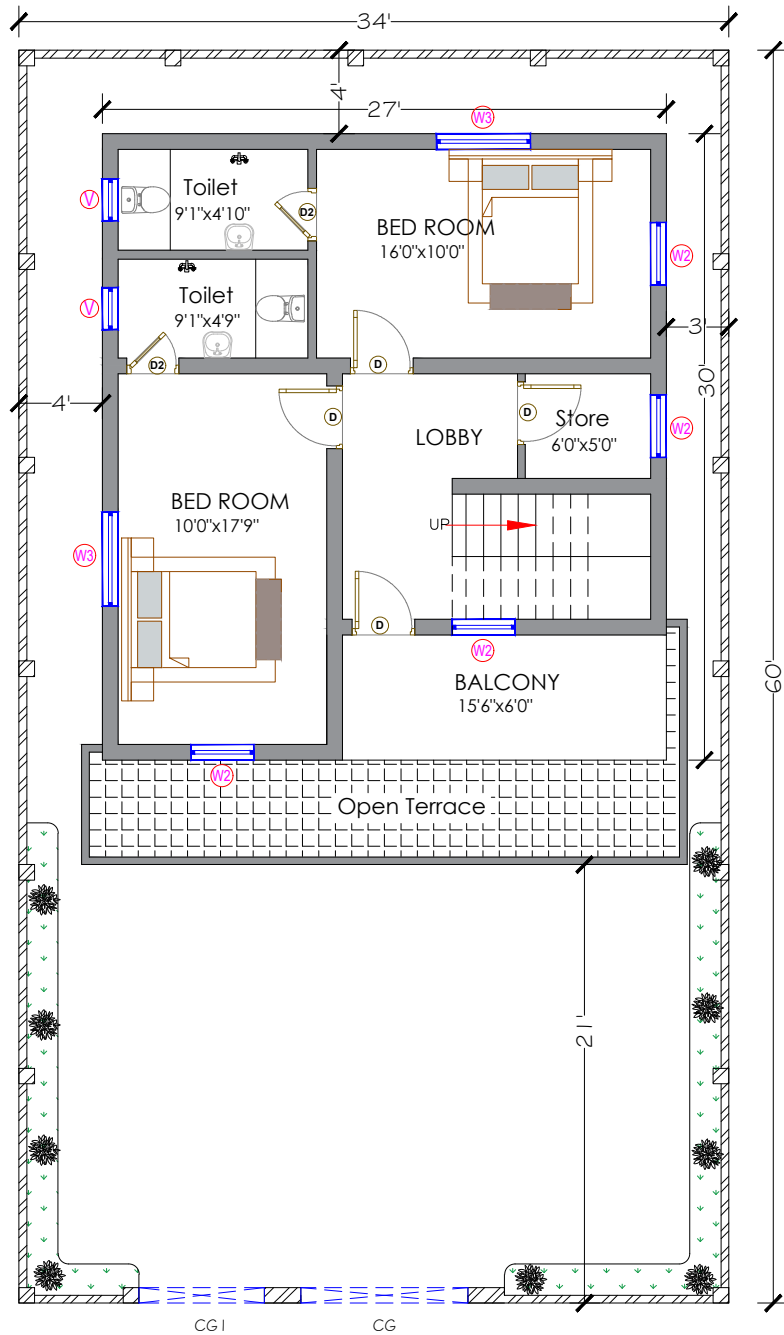 34'
4'
27'
W3
Toilet
9'1"x4'10"
V
D2
BED ROOM
16'0"x10'0"
W2
Toilet
9'1"x4'9"
V
D2
3'
30'
D
4'
D
D
LOBBY
Store
6'0"x5'0"
W2
BED ROOM
10'0"x17'9"
UP
W3
D
W2
BALCONY
15'6"x6'0"
60'
W2
Open Terrace
21'
CG1
CG